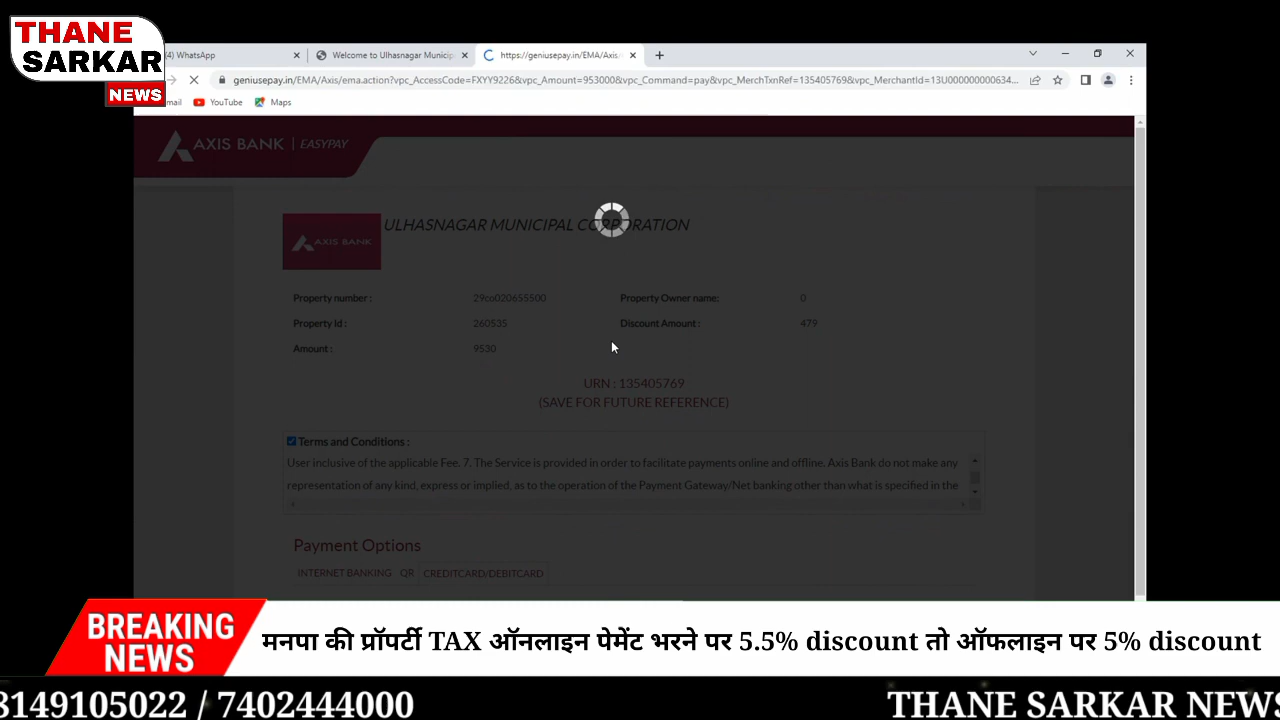 THANE
SARKAR
NEWS
(4) WhatsApp
Welcome to Ulhasnagar Municip
https://geniusepay.in/EMA/Axis/
geniusepay.in/EMA/Axis/ema.action?vpc_AccessCode=FXYY9226&vpc_Amount=953000&vpc_Command=pay&vpc_MerchTxnRef=135405769&vpc_MerchantId=13U000000000634...
mail YouTube Maps
AXIS BANK | EASYPAY
AXIS BANK
ULHASNAGAR MUNICIPAL CORPORATION
Property number : 29co020655500 Property Owner name: 0
Property Id : 260535 Discount Amount : 479
Amount : 9530
URN : 135405769
(SAVE FOR FUTURE REFERENCE)
Terms and Conditions :
User inclusive of the applicable Fee. 7. The Service is provided in order to facilitate payments online and offline. Axis Bank do not make any
representation of any kind, express or implied, as to the operation of the Payment Gateway/Net banking other than what is specified in the
Payment Options
INTERNET BANKING QR CREDITCARD/DEBITCARD
BREAKING
NEWS
मनपा की प्रॉपर्टी TAX ऑनलाइन पेमेंट भरने पर 5.5% discount तो ऑफलाइन पर 5% discount
8149105022 / 7402444000
THANE SARKAR NEWS